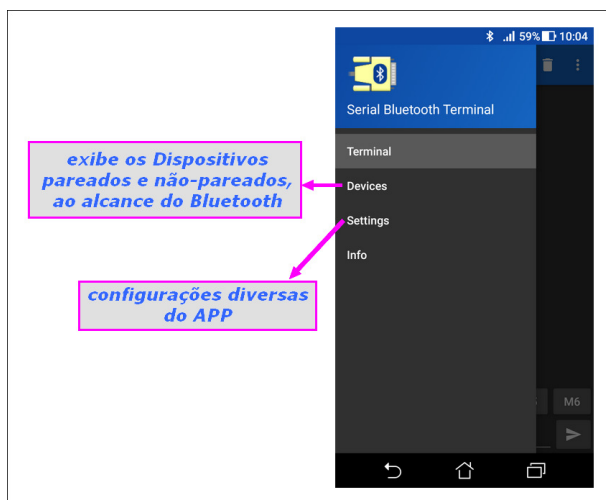 59% 10:04
Serial Bluetooth Terminal
Terminal
exibe os Dispositivos
pareados e não-pareados,
ao alcance do Bluetooth
Devices
Settings
Info
configurações diversas
do APP
M6